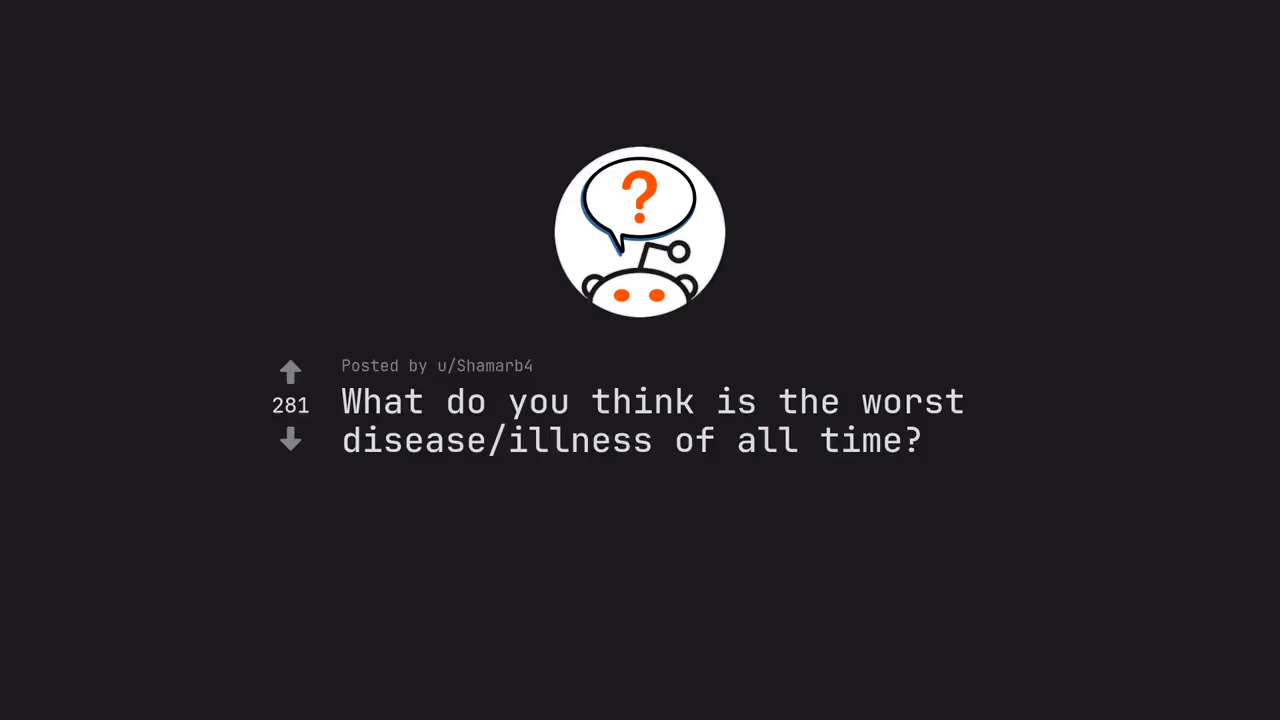 ?
Posted by u/Shamarb4
281
What do you think is the worst
disease/illness of all time?